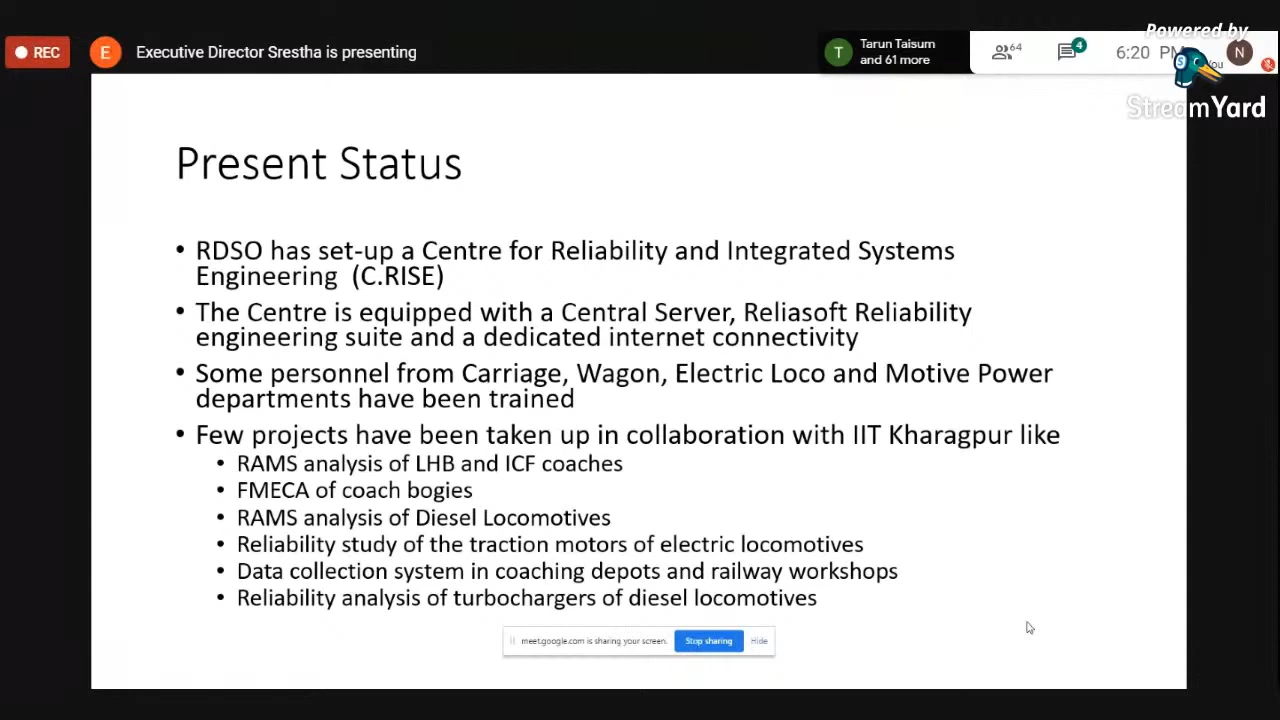 REC
E
Executive Director Srestha is presenting
T
Tarun Taisum
and 61 more
64
4
6:20 PM
You
N
Powered by
S
StreamYard
Present Status
• RDSO has set-up a Centre for Reliability and Integrated Systems
Engineering (C.RISE)
• The Centre is equipped with a Central Server, Reliasoft Reliability
engineering suite and a dedicated internet connectivity
• Some personnel from Carriage, Wagon, Electric Loco and Motive Power
departments have been trained
• Few projects have been taken up in collaboration with IIT Kharagpur like
• RAMS analysis of LHB and ICF coaches
• FMECA of coach bogies
• RAMS analysis of Diesel Locomotives
• Reliability study of the traction motors of electric locomotives
• Data collection system in coaching depots and railway workshops
• Reliability analysis of turbochargers of diesel locomotives
meet.google.com is sharing your screen.
Stop sharing
Hide